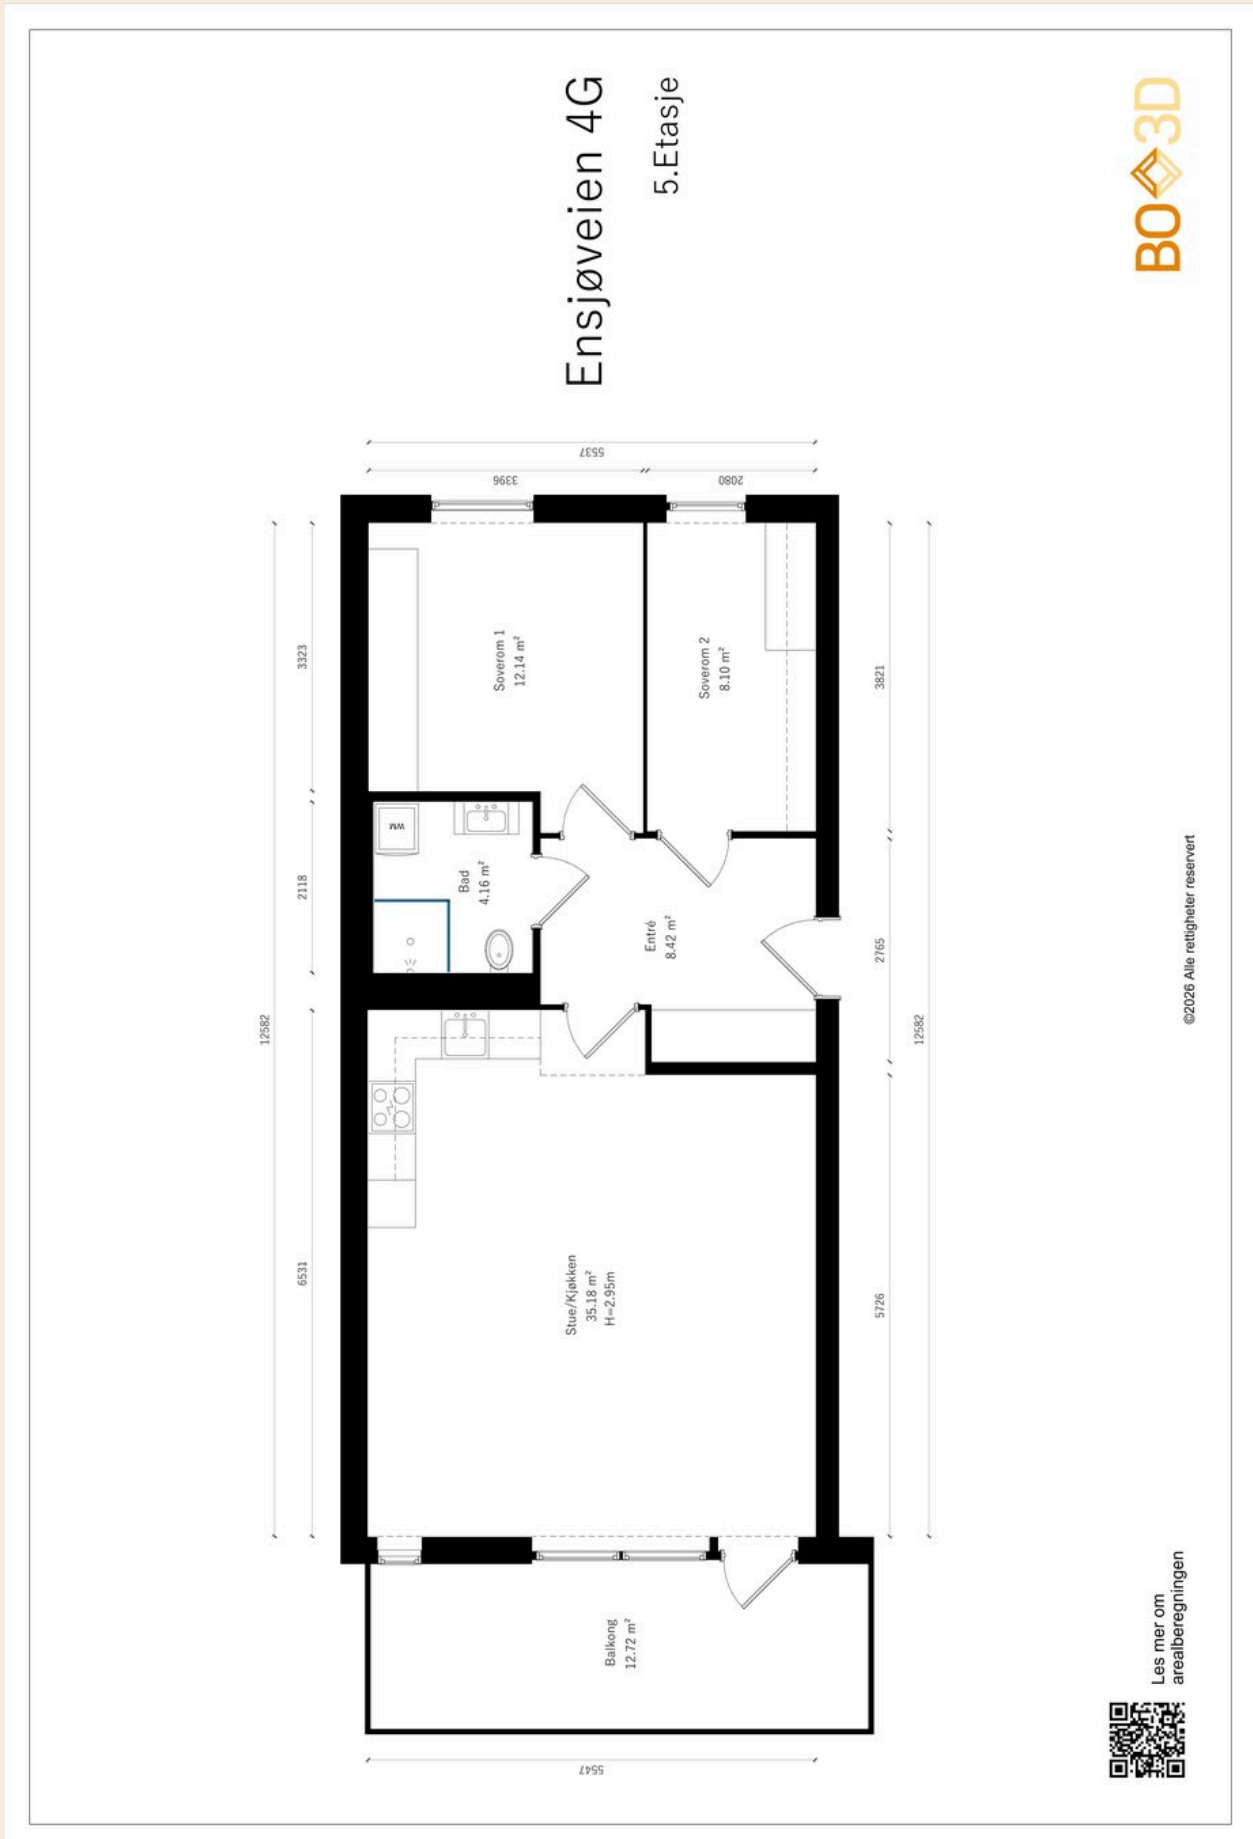 Ensjøveien 4G
5.Etasje
BO 3D
5537
3396
2080
12582
3323
2118
6531
Soverom 1
12.14 m²
Soverom 2
8.10 m²
WM
Bad
4.16 m²
Entré
8.42 m²
Stue/Kjøkken
35.18 m²
H=2.95m
Balkong
12.72 m²
3821
2765
5726
12582
5547
©2026 Alle rettigheter reservert
Les mer om
arealberegningen